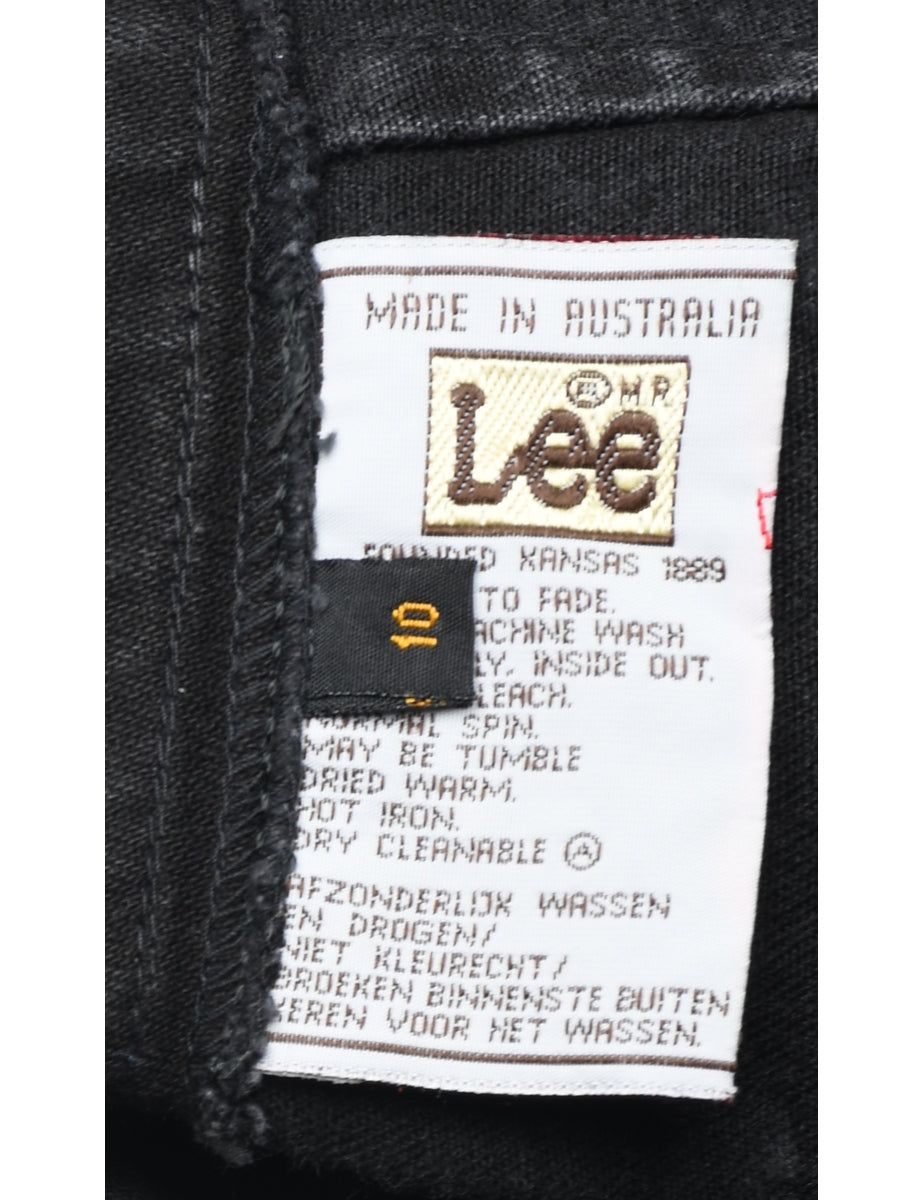 MADE IN AUSTRALIA
® M.R.
Lee
FOUNDED KANSAS 1889
TO FADE.
ACHINE WASH
LY, INSIDE OUT.
10
LEACH.
NORMAL SPIN.
MAY BE TUMBLE
DRIED WARM.
HOT IRON.
DRY CLEANABLE Ⓐ
AFZONDERLIJK WASSEN
EN DROGEN/
NIET KLEURECHT/
BROEKEN BINNENSTE BUITEN
KEREN VOOR HET WASSEN.